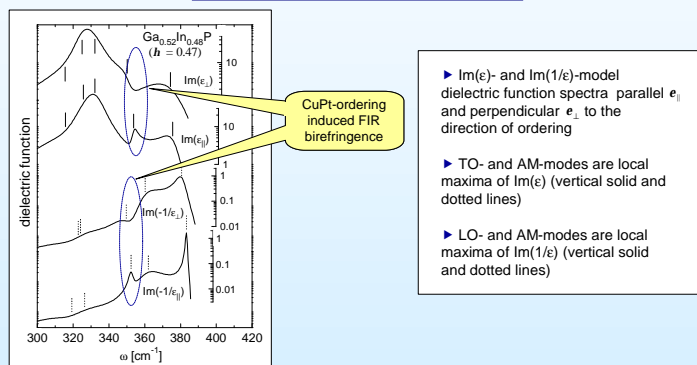 Ga0.52In0.48P
(h = 0.47)
10
Im(ε⊥)
10
Im(ε||)
1
0.1
Im(-1/ε⊥)
0.01
1
0.1
Im(-1/ε||)
0.01
dielectric function
300 320 340 360 380 400 420
ω [cm-1]
CuPt-ordering
induced FIR
birefringence
► Im(ε)- and Im(1/ε)-model
dielectric function spectra parallel e||
and perpendicular e⊥ to the
direction of ordering
► TO- and AM-modes are local
maxima of Im(ε) (vertical solid and
dotted lines)
► LO- and AM-modes are local
maxima of Im(1/ε) (vertical solid
and dotted lines)